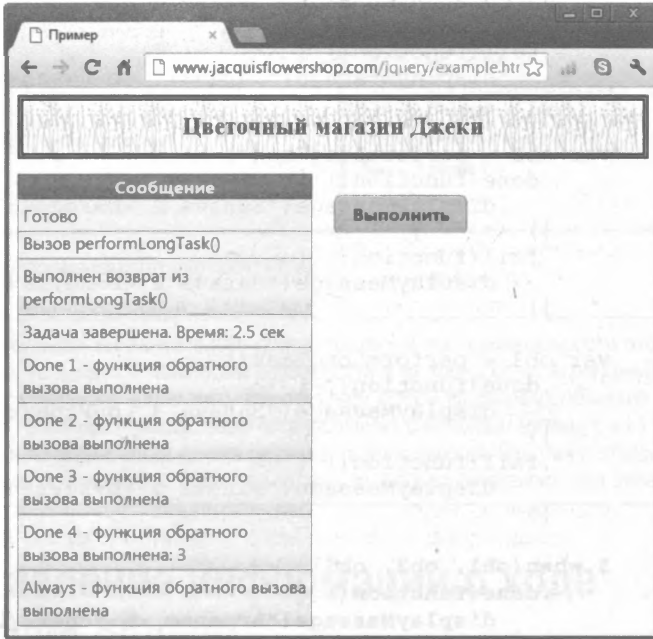 Пример
www.jacquisflowershop.com/jquery/example.htr
Цветочный магазин Джеки
Сообщение
Готово
Выполнить
Вызов performLongTask()
Выполнен возврат из
performLongTask()
Задача завершена. Время: 2.5 сек
Done 1 - функция обратного
вызова выполнена
Done 2 - функция обратного
вызова выполнена
Done 3 - функция обратного
вызова выполнена
Done 4 - функция обратного
вызова выполнена: 3
Always - функция обратного вызова
выполнена